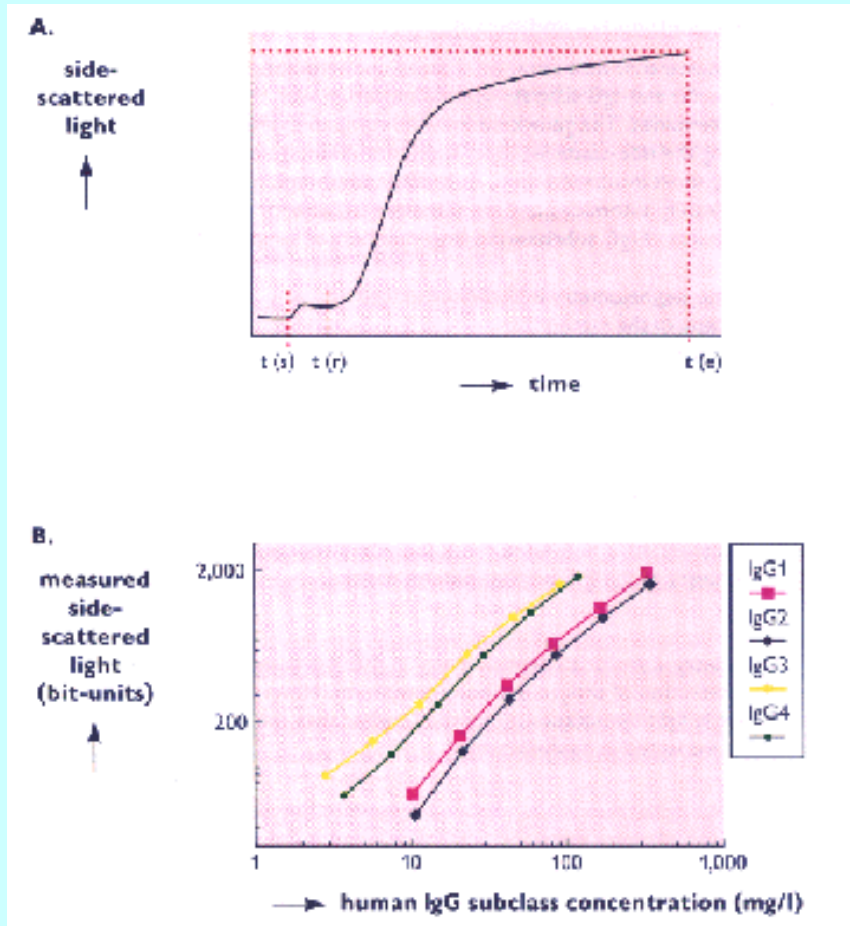 A.
side-
scattered
light
t (s)
t (r)
t (e)
time
B.
measured
side-
scattered
light
(bit-units)
2,000
200
1
10
100
1,000
human IgG subclass concentration (mg/l)
IgG1
IgG2
IgG3
IgG4